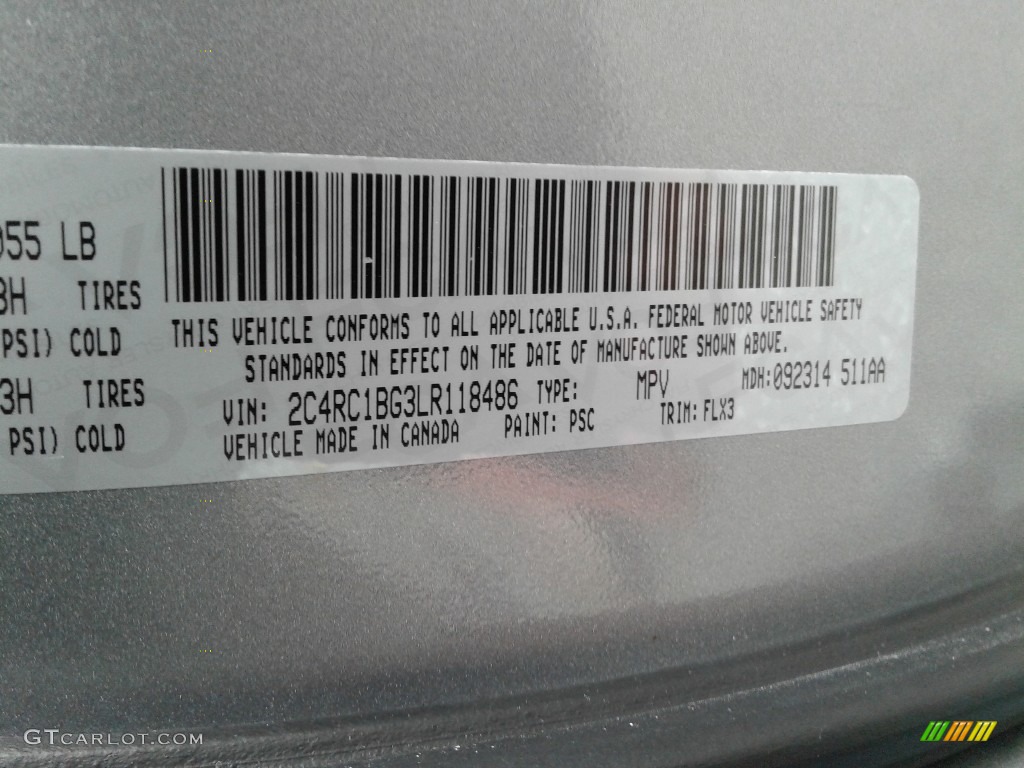 055 LB
3H TIRES
PSI) COLD
3H TIRES
PSI) COLD
THIS VEHICLE CONFORMS TO ALL APPLICABLE U.S.A. FEDERAL MOTOR VEHICLE SAFETY
STANDARDS IN EFFECT ON THE DATE OF MANUFACTURE SHOWN ABOVE.
VIN: 2C4RC1BG3LR118486 TYPE: MPV MDH:092314 511AA
VEHICLE MADE IN CANADA PAINT: PSC TRIM: FLX3
GTCARLOT.COM